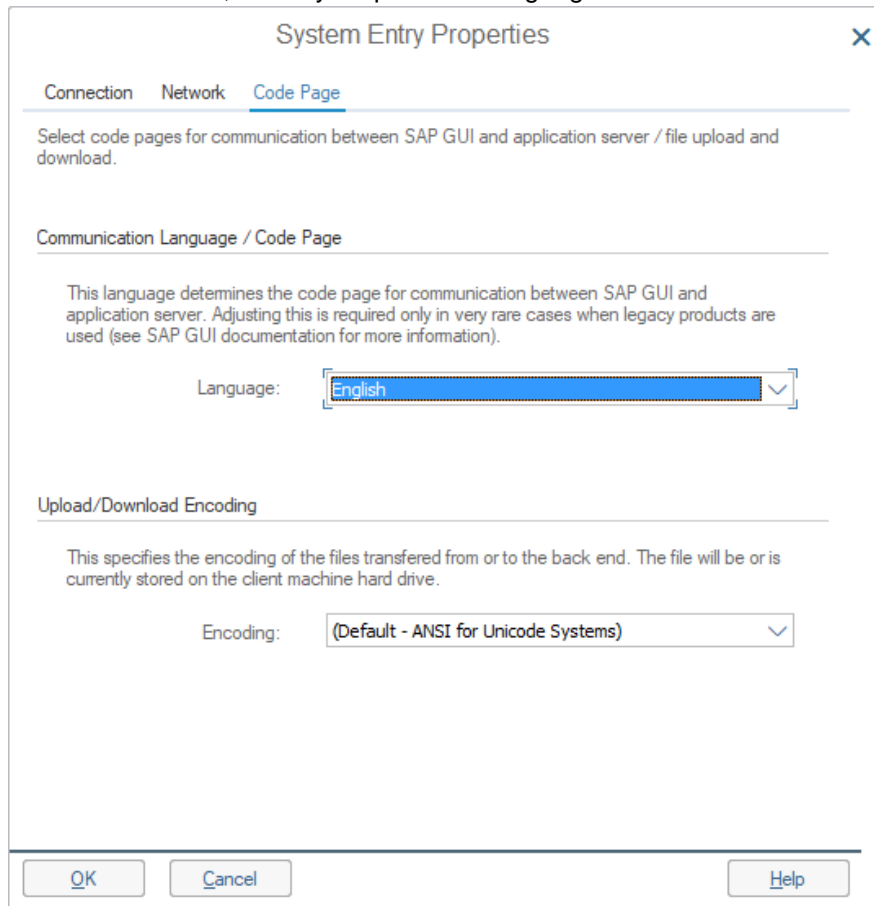 System Entry Properties
Connection Network Code Page
Select code pages for communication between SAP GUI and application server / file upload and
download.
Communication Language / Code Page
This language determines the code page for communication between SAP GUI and
application server. Adjusting this is required only in very rare cases when legacy products are
used (see SAP GUI documentation for more information).
Language: English
Upload/Download Encoding
This specifies the encoding of the files transfered from or to the back end. The file will be or is
currently stored on the client machine hard drive.
Encoding: (Default - ANSI for Unicode Systems)
OK Cancel Help